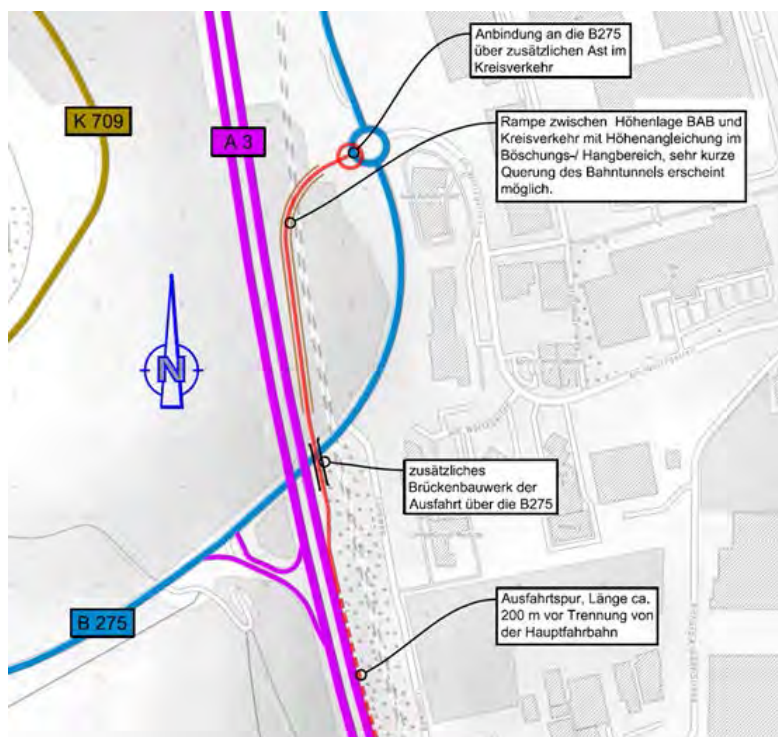 Anbindung an die B275
über zusätzlichen Ast im
Kreisverkehr
K 709
A 3
Rampe zwischen Höhenlage BAB und
Kreisverkehr mit Höhenangleichung im
Böschungs-/ Hangbereich, sehr kurze
Querung des Bahntunnels erscheint
möglich.
N
zusätzliches
Brückenbauwerk der
Ausfahrt über die B275
B 275
Ausfahrtspur, Länge ca.
200 m vor Trennung von
der Hauptfahrbahn